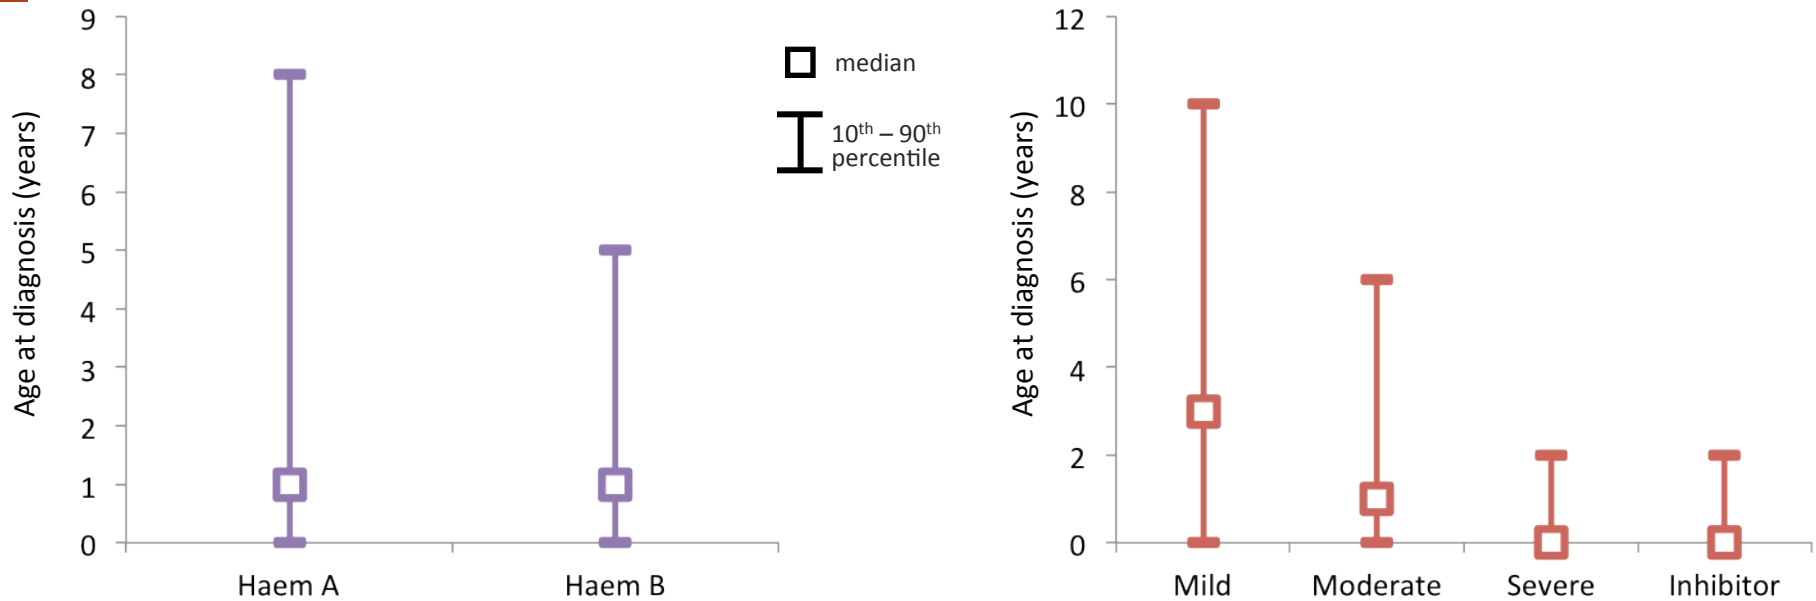 Age at diagnosis (years)
9
8
7
6
5
4
3
2
1
0
Haem A
Haem B
median
10th – 90th
percentile
Age at diagnosis (years)
12
10
8
6
4
2
0
Mild
Moderate
Severe
Inhibitor